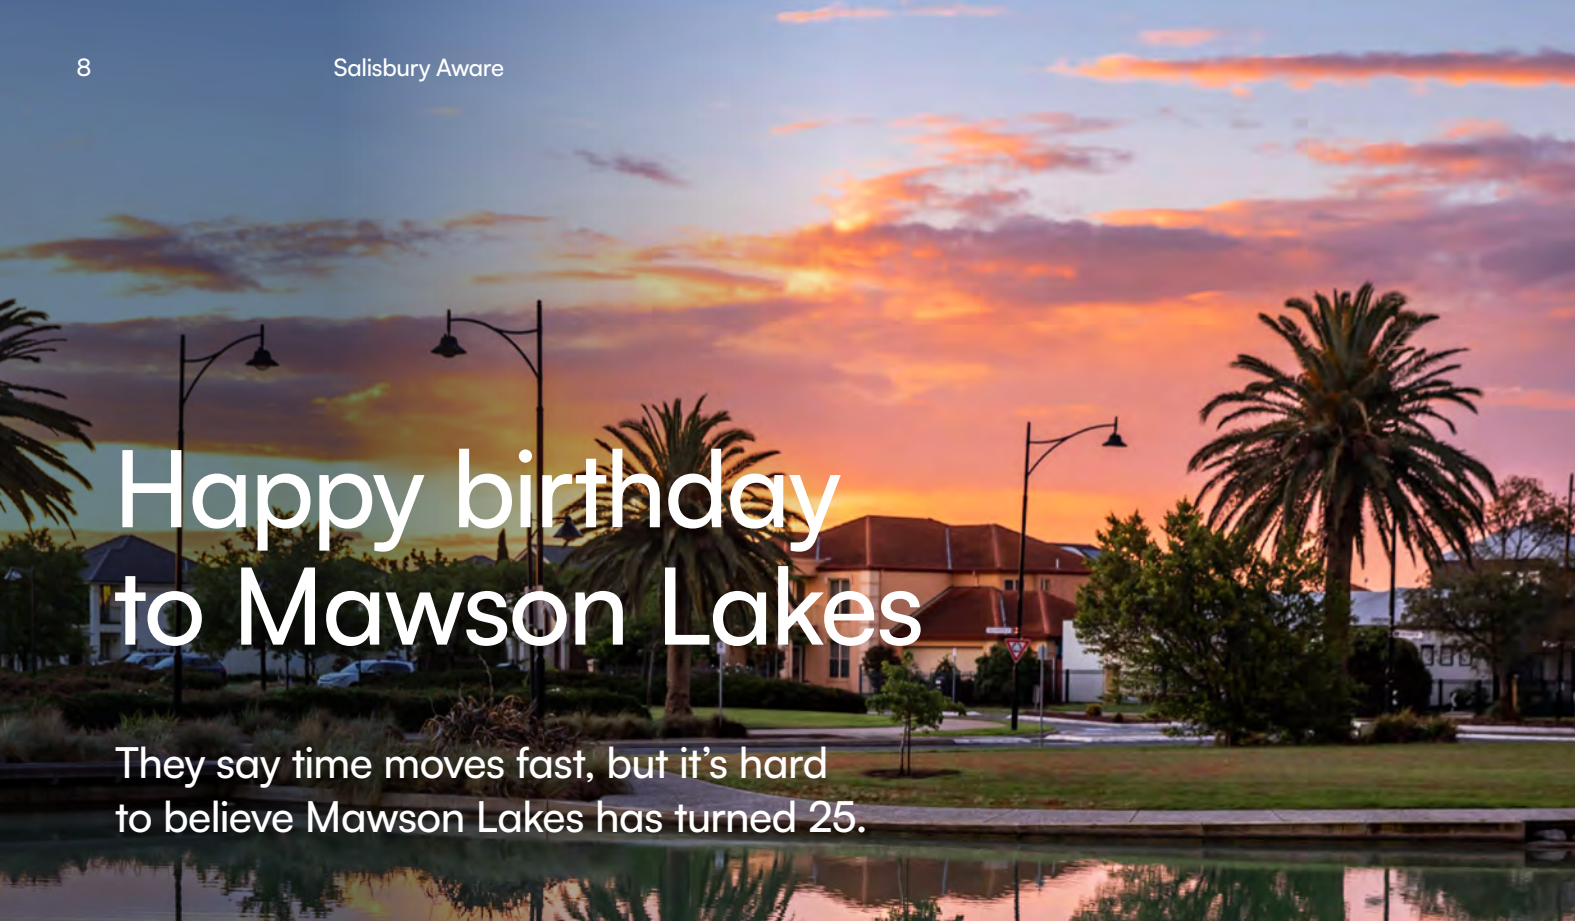 8
Salisbury Aware
Happy birthday
to Mawson Lakes
They say time moves fast, but it’s hard
to believe Mawson Lakes has turned 25.